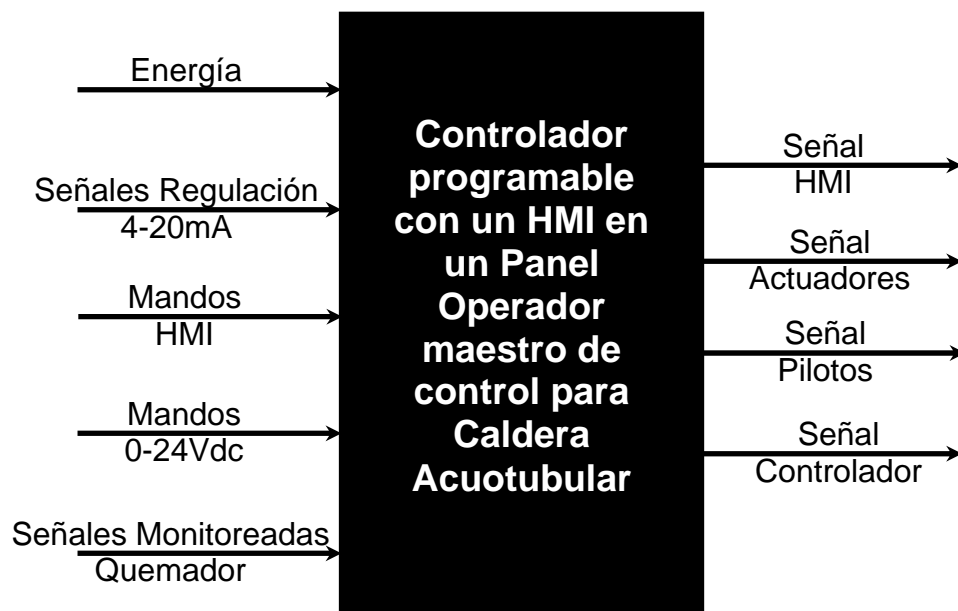 Energía
Señales Regulación
4-20mA
Mandos
HMI
Mandos
0-24Vdc
Señales Monitoreadas
Quemador
Controlador
programable
con un HMI en
un Panel
Operador
maestro de
control para
Caldera
Acuotubular
Señal
HMI
Señal
Actuadores
Señal
Pilotos
Señal
Controlador